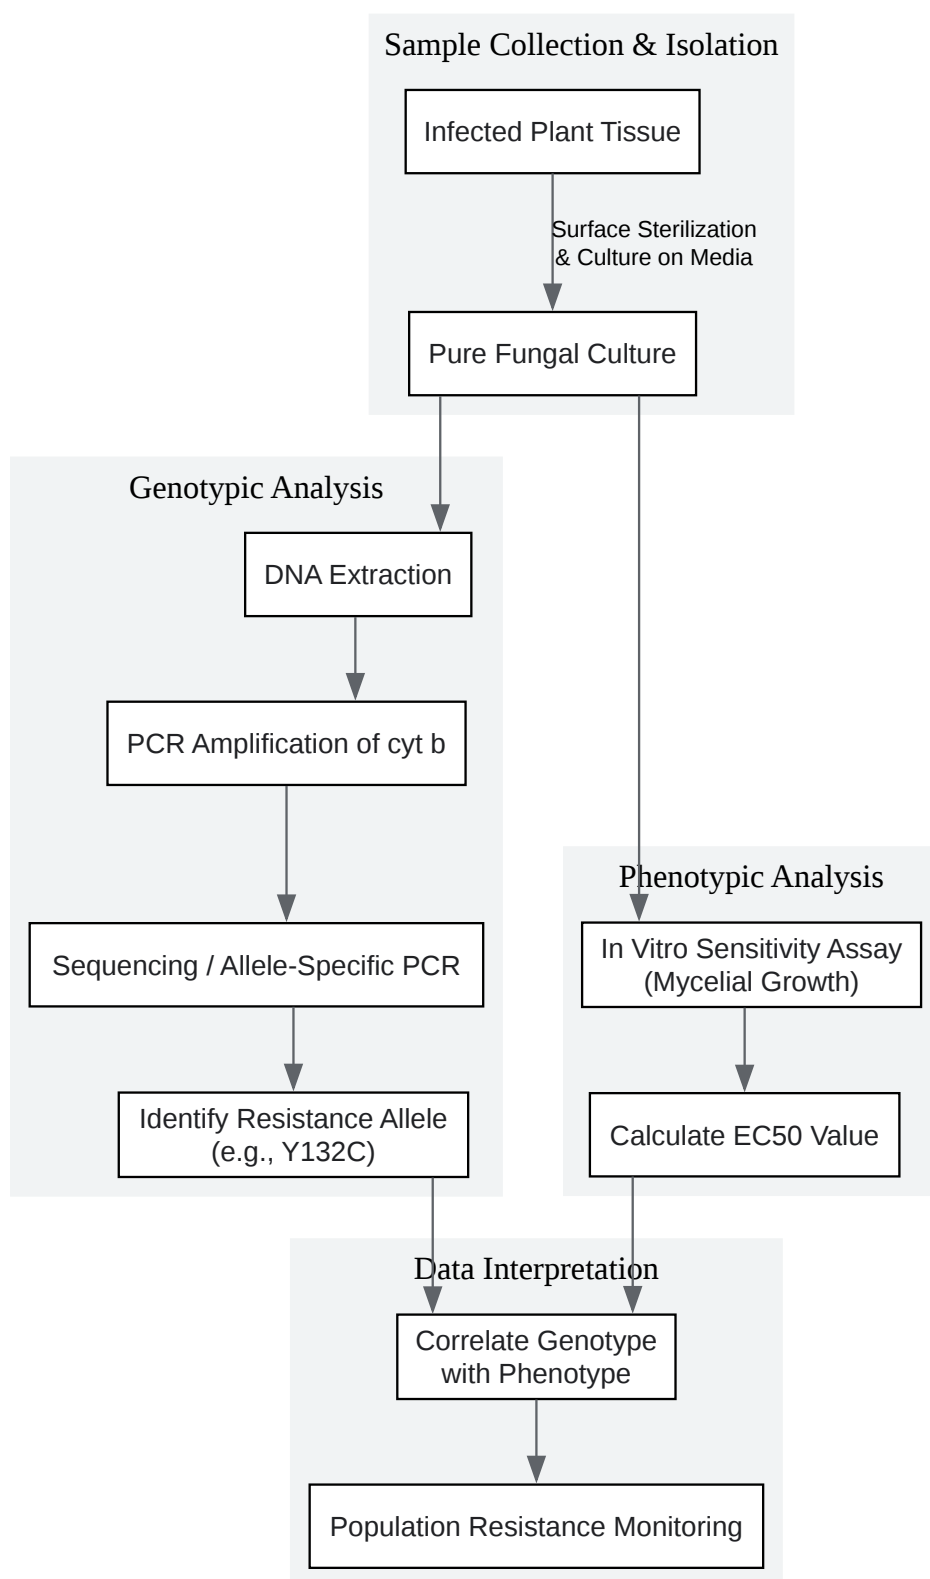 Sample Collection & Isolation
Infected Plant Tissue
Surface Sterilization
& Culture on Media
Pure Fungal Culture
Genotypic Analysis
DNA Extraction
PCR Amplification of cyt b
Sequencing / Allele-Specific PCR
Identify Resistance Allele
(e.g., Y132C)
Phenotypic Analysis
In Vitro Sensitivity Assay
(Mycelial Growth)
Calculate EC50 Value
Data Interpretation
Correlate Genotype
with Phenotype
Population Resistance Monitoring